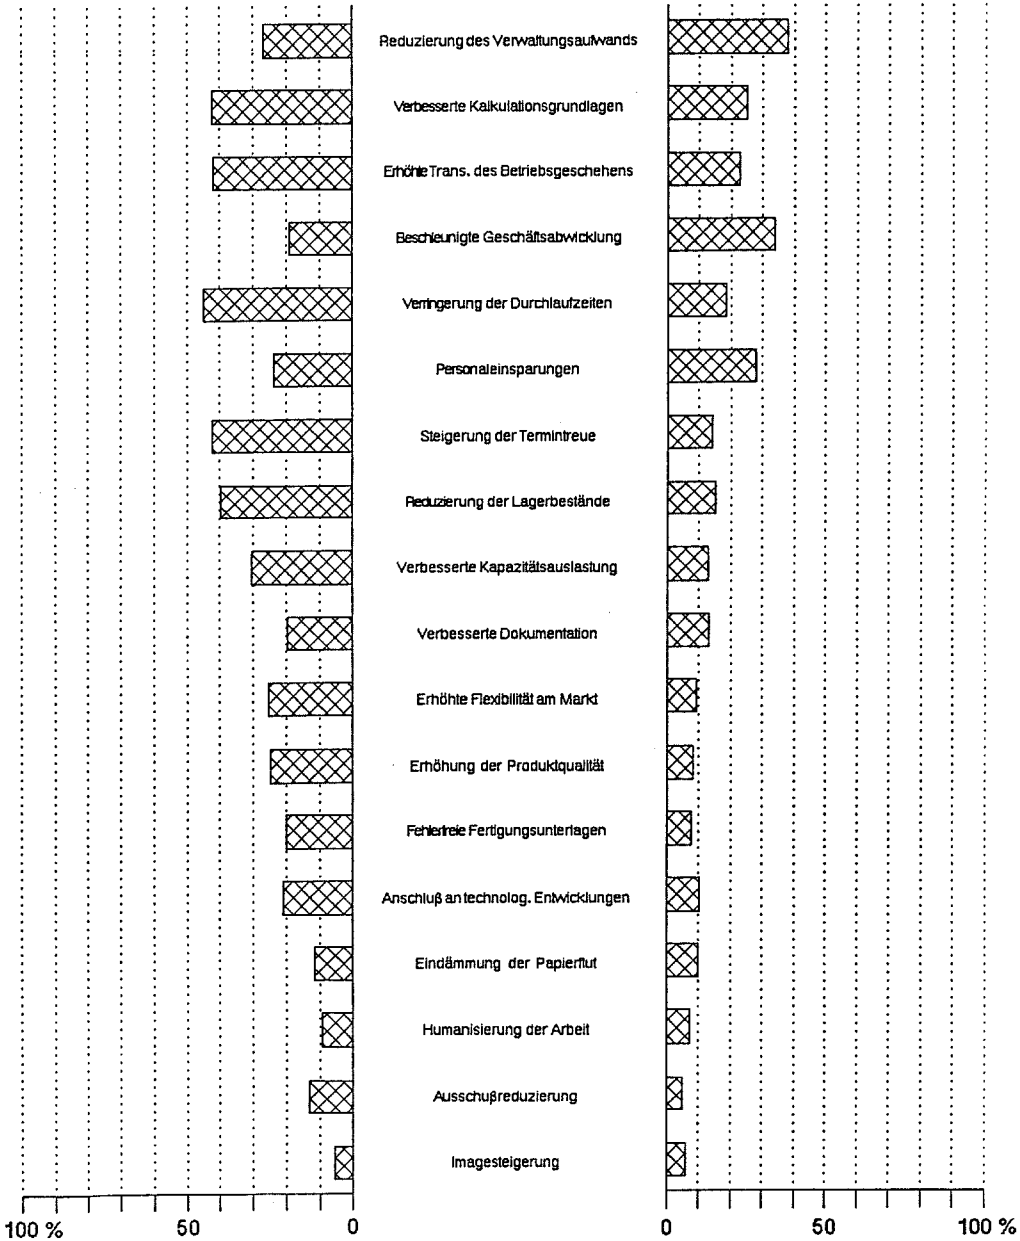 Reduzierung des Verwaltungsaufwands
Verbesserte Kalkulationsgrundlagen
Erhöhte Trans. des Betriebsgeschehens
Beschleunigte Geschäftsabwicklung
Verringerung der Durchlaufzeiten
Personaleinsparungen
Steigerung der Termintreue
Reduzierung der Lagerbestände
Verbesserte Kapazitätsauslastung
Verbesserte Dokumentation
Erhöhte Flexibilität am Markt
Erhöhung der Produktqualität
Fehlerfreie Fertigungsunterlagen
Anschluß an technolog. Entwicklungen
Eindämmung der Papierflut
Humanisierung der Arbeit
Ausschußreduzierung
Imagesteigerung
100 % 50 0 0 50 100 %